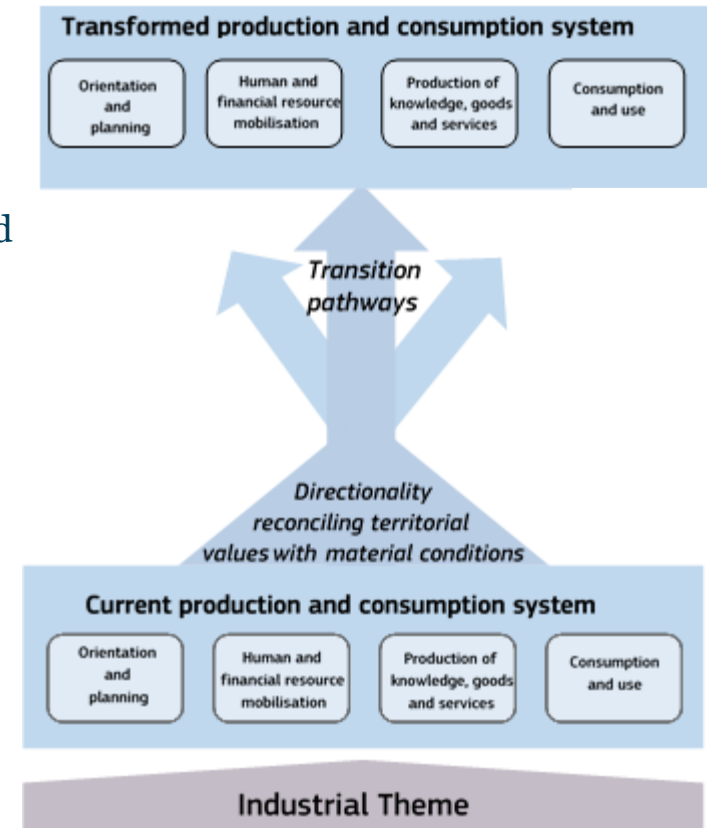 Transformed production and consumption system
Orientation
and
planning
Human and
financial resource
mobilisation
Production of
knowledge, goods
and services
Consumption
and use
d
Transition
pathways
Directionality
reconciling territorial
values with material conditions
Current production and consumption system
Orientation
and
planning
Human and
financial resource
mobilisation
Production of
knowledge, goods
and services
Consumption
and use
Industrial Theme